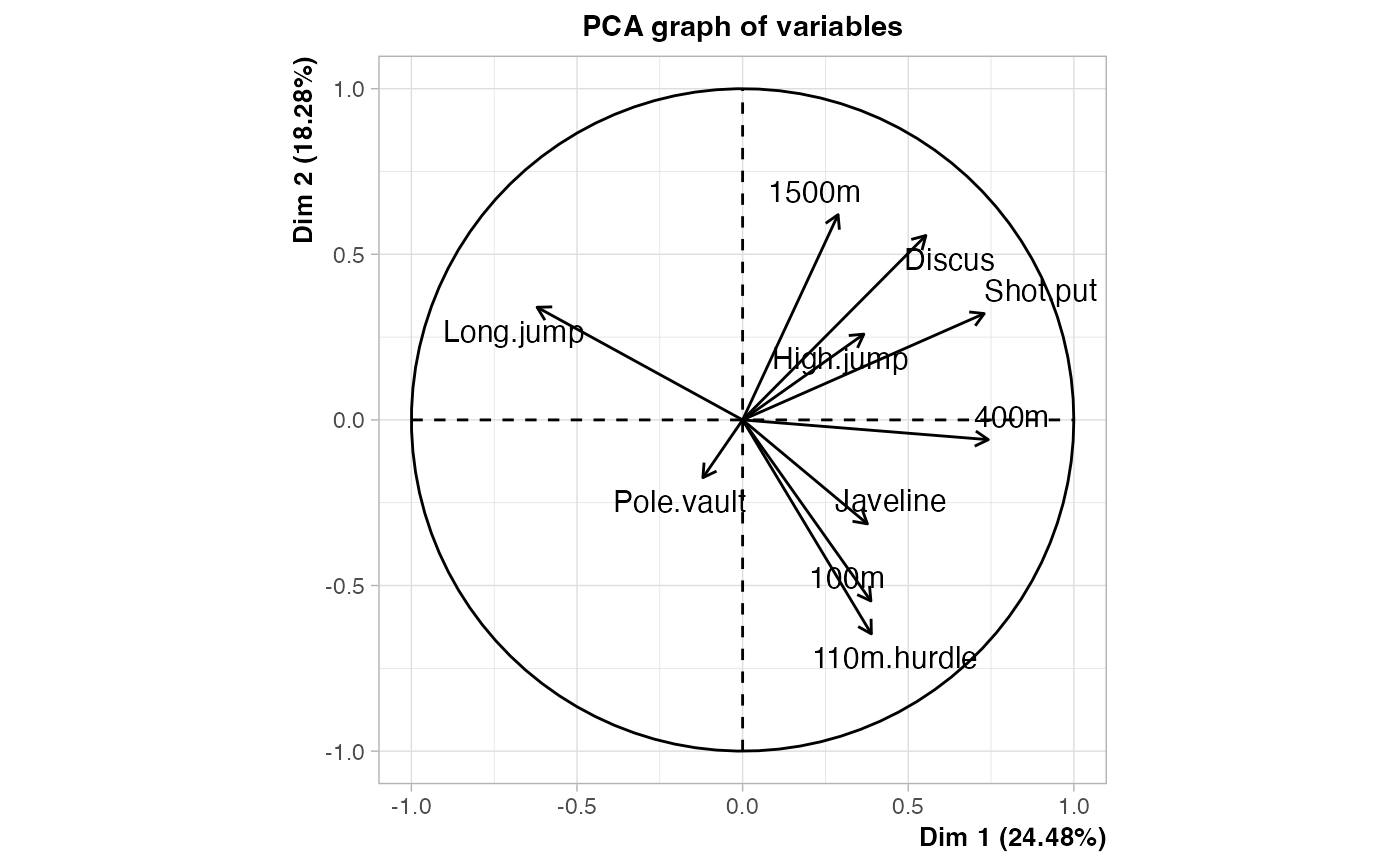 PCA graph of variables
Dim 2 (18.28%)
1.0
0.5
0.0
-0.5
-1.0
1500m
Discus
Shot.put
Long.jump
High.jump
400m
Pole.vault
Javeline
100m
110m.hurdle
-1.0
-0.5
0.0
0.5
1.0
Dim 1 (24.48%)